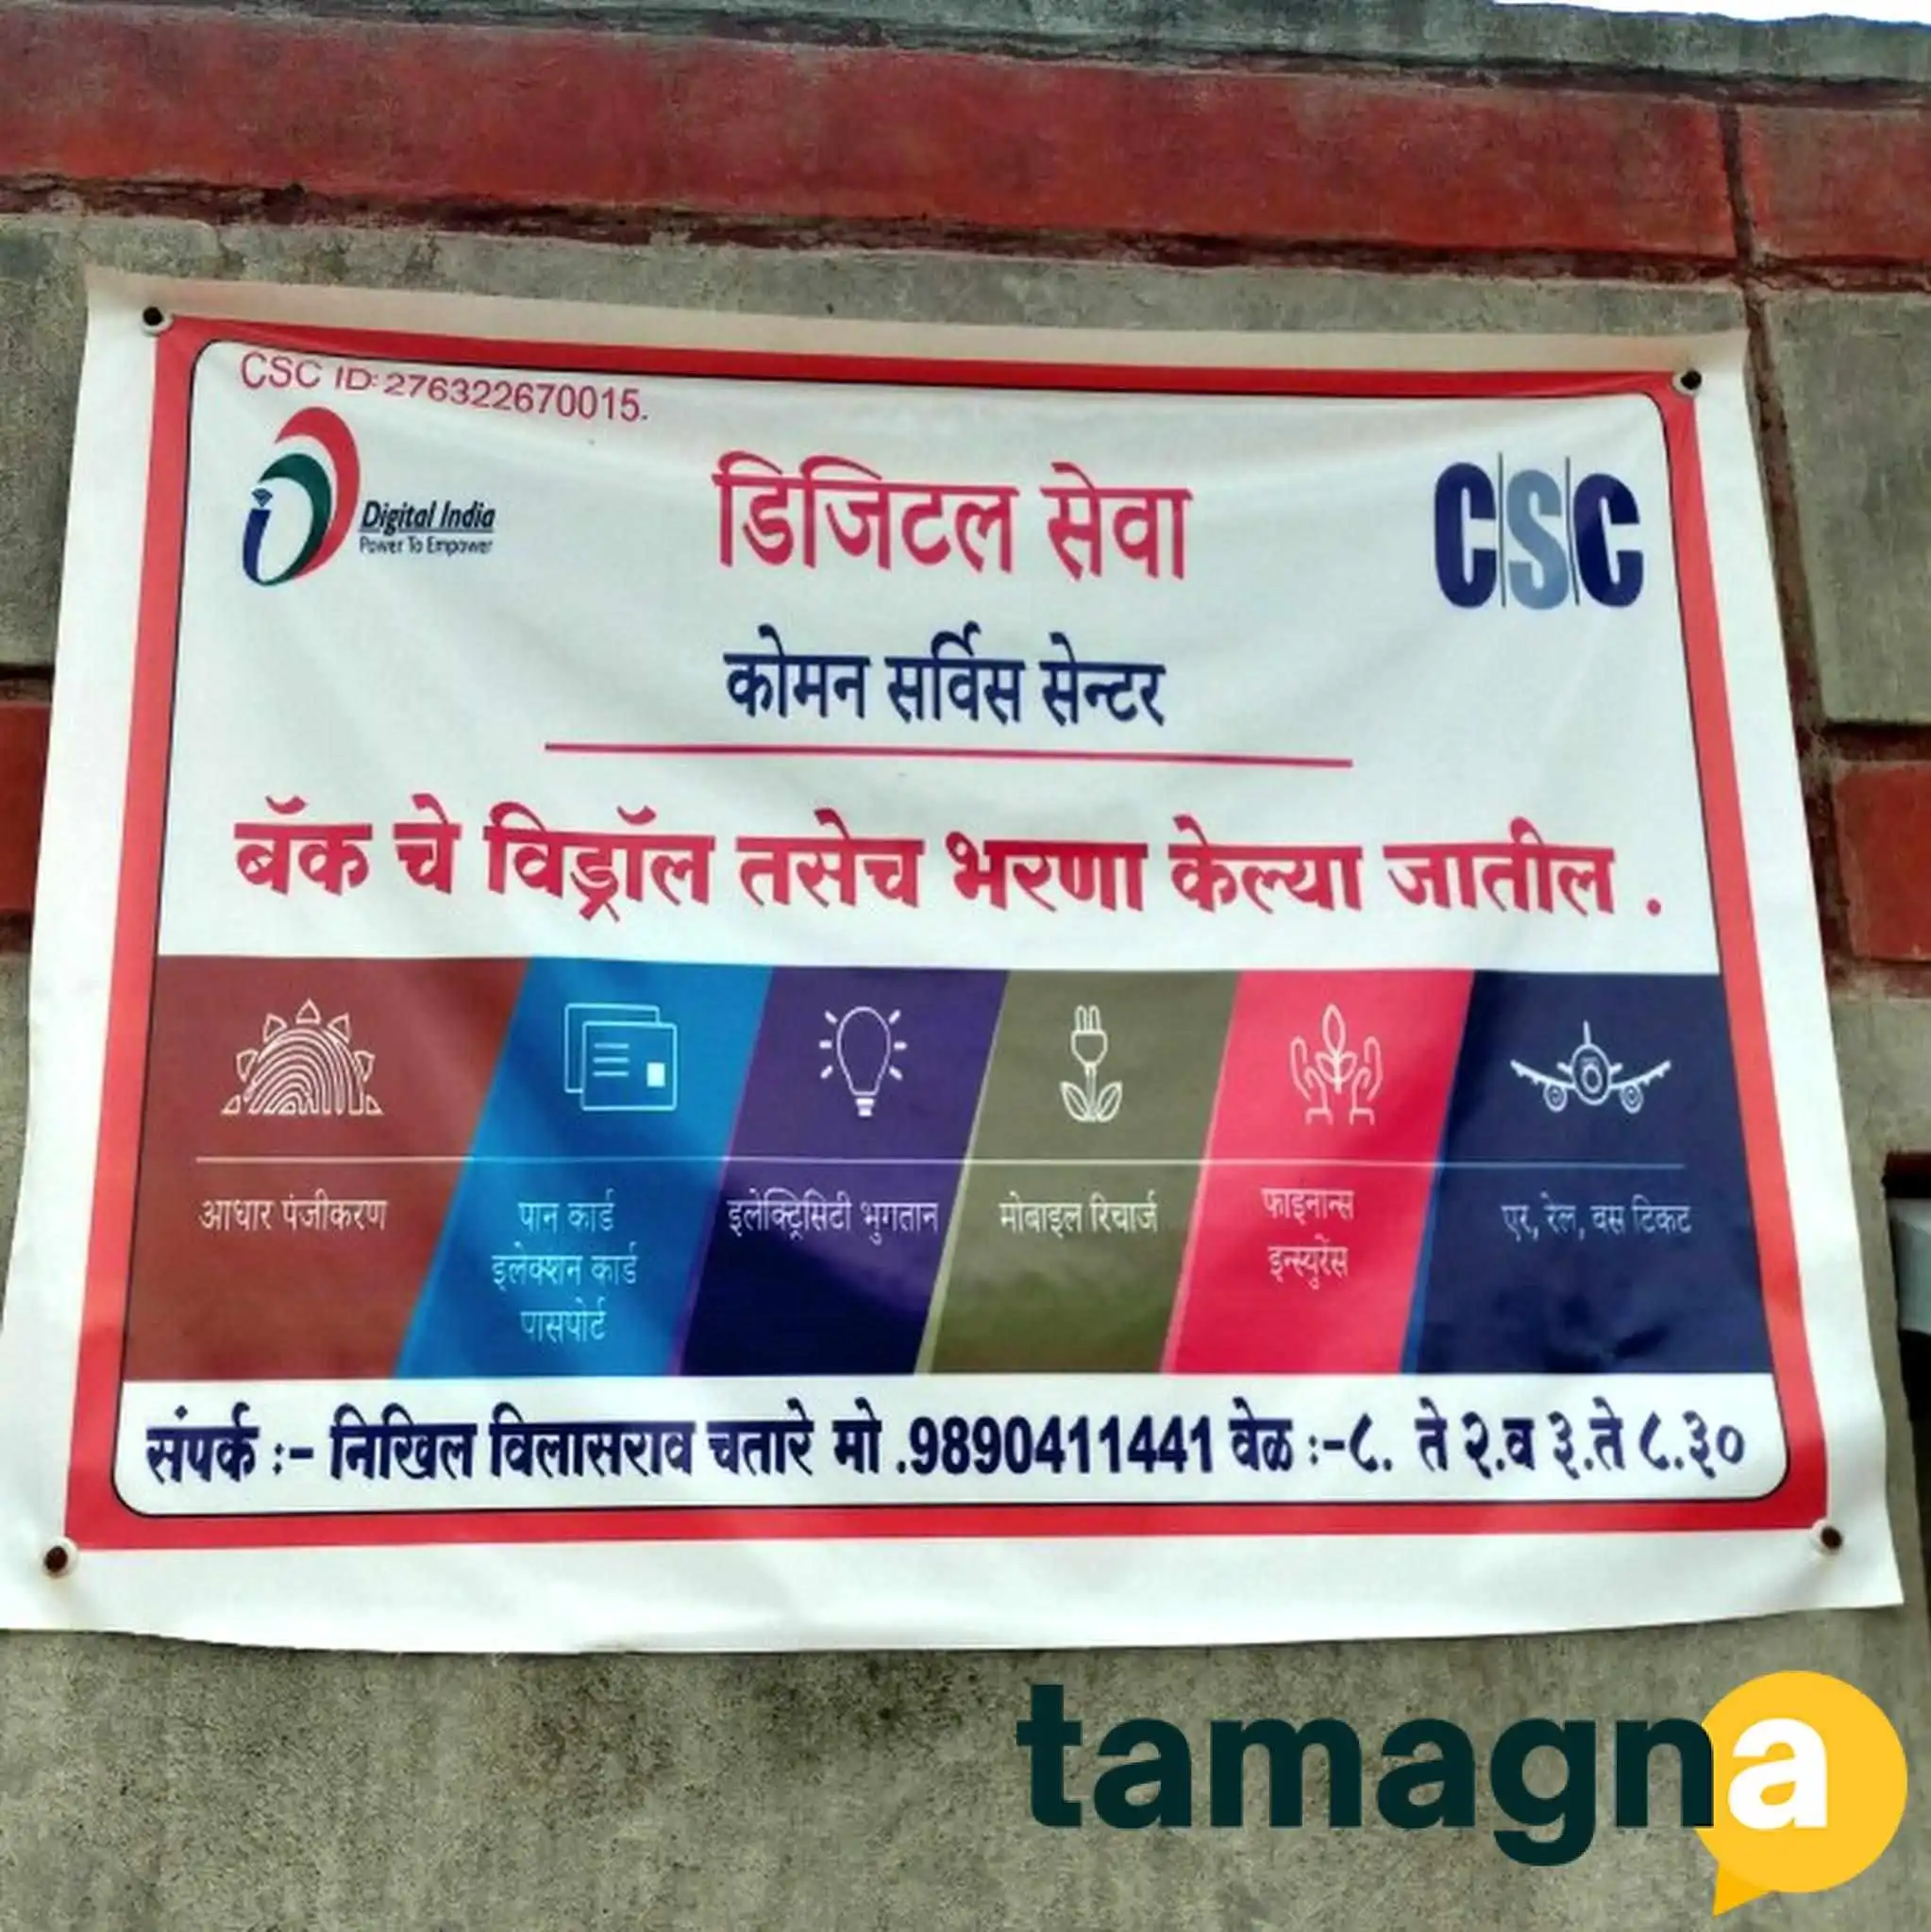 CSC ID: 276322670015.
Digital India
Power To Empower
डिजिटल सेवा
CSC
कोमन सर्विस सेन्टर
बॅक चे विड्रॉल तसेच भरणा केल्या जातील .
आधार पंजीकरण
पान कार्ड
इलेक्शन कार्ड
पासपोर्ट
इलेक्ट्रिसिटी भुगतान
मोबाइल रिचार्ज
फाइनान्स
इन्स्युरेंस
एर, रेल, वस टिकट
संपर्क :- निखिल विलासराव चतारे मो .9890411441 वेळ :-८. ते २.व ३.ते ८.३०
tamagna